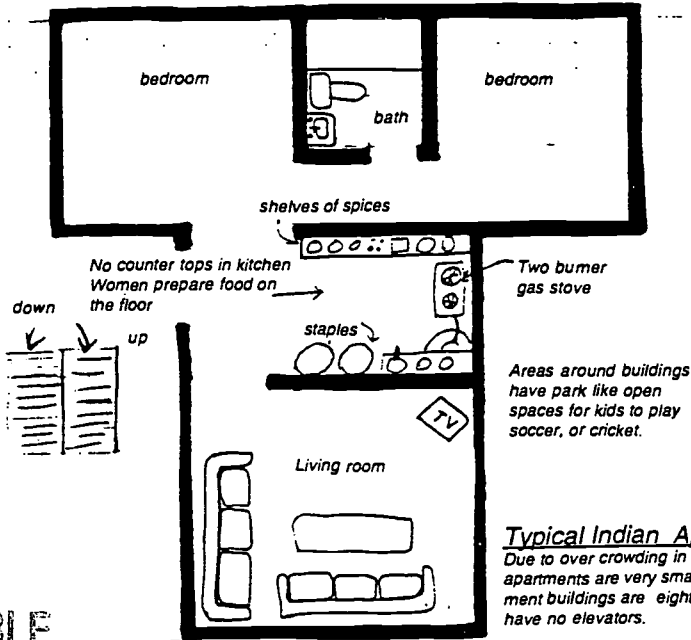 bedroom
bedroom
bath
shelves of spices
No counter tops in kitchen
Women prepare food on
the floor
Two burner
gas stove
down
up
staples
Areas around buildings
have park like open
spaces for kids to play
soccer, or cricket.
TV
Living room
Typical Indian
Due to over crowding in
apartments are very
ment buildings are eight
have no elevators.